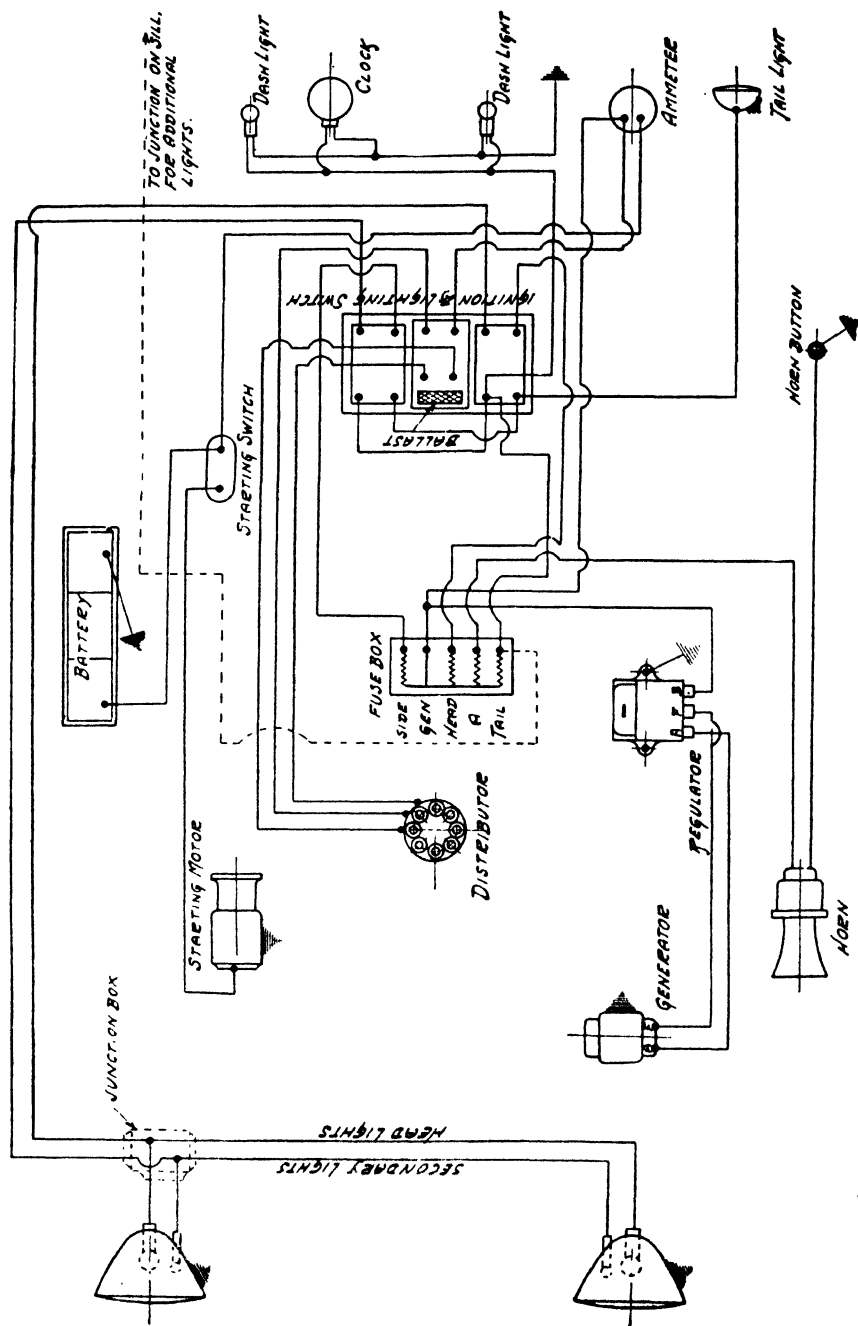 TO JUNCTION ON SILL.
FOR ADDITIONAL
LIGHTS.
DASH LIGHT
CLOCK
DASH LIGHT
AMMETER
TAIL LIGHT
IGNITION & LIGHTING SWITCH
BALLAST
STARTING SWITCH
HORN BUTTON
BATTERY
FUSE BOX
SIDE
GEN
HEAD
A
TAIL
REGULATOR
A
F
B
STARTING MOTOR
DISTRIBUTOR
GENERATOR
HORN
JUNCTION BOX
HEAD LIGHTS
SECONDARY LIGHTS